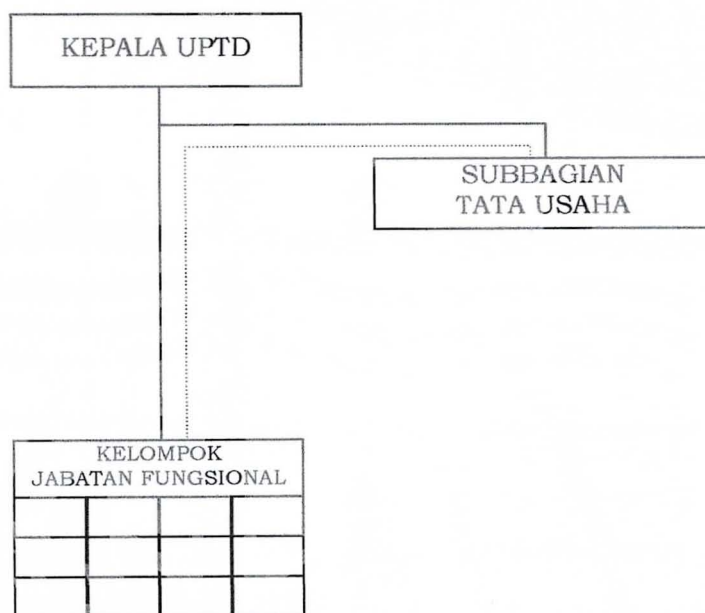 KEPALA UPTD
SUBBAGIAN
TATA USAHA
KELOMPOK
JABATAN FUNGSIONAL